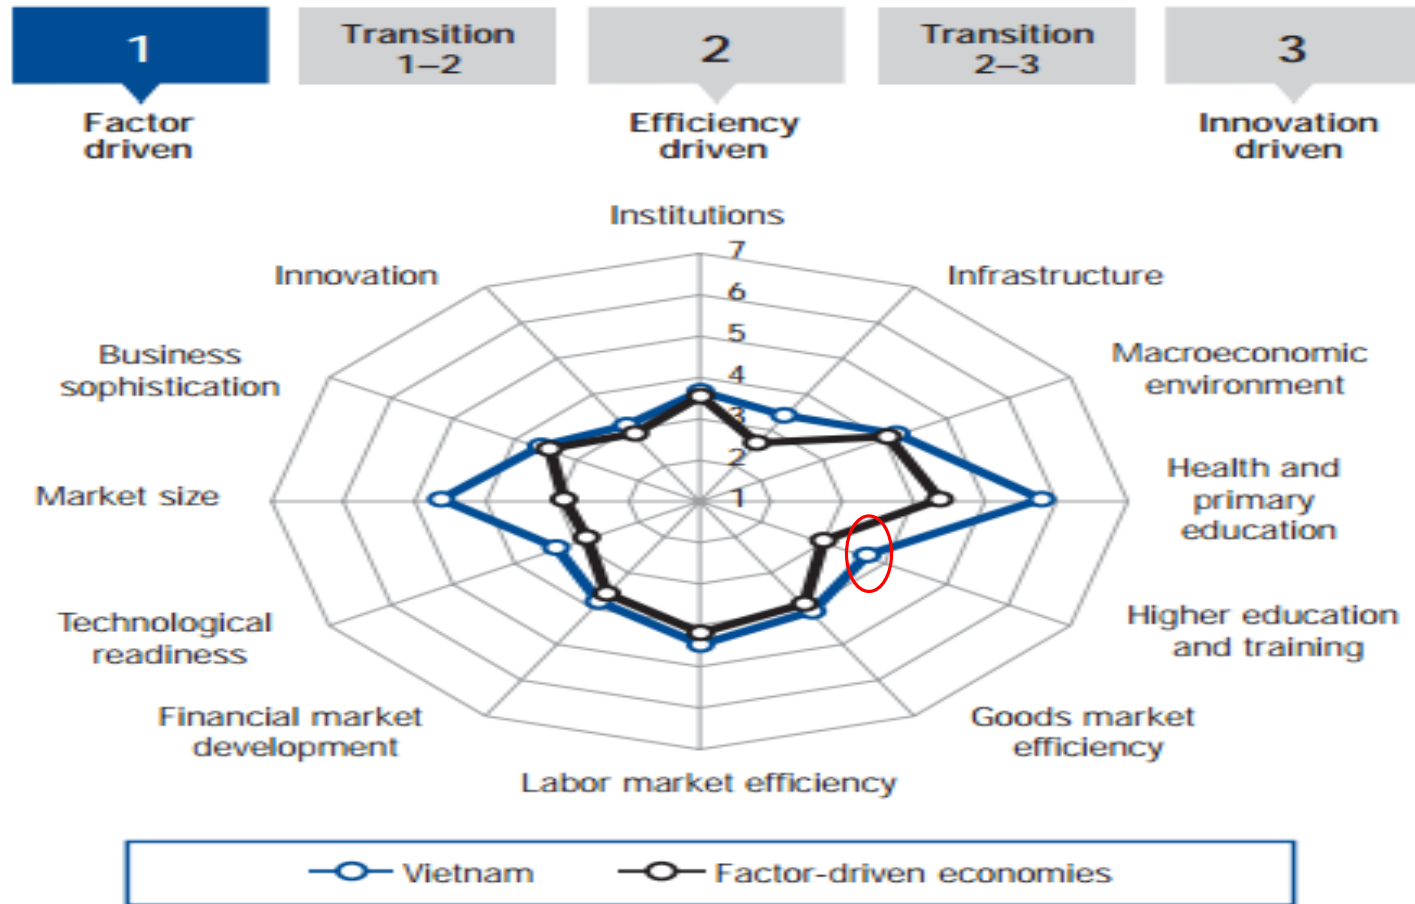 1
Transition
1–2
2
Transition
2–3
3
Factor
driven
Efficiency
driven
Innovation
driven
Institutions
Innovation
Infrastructure
Business
sophistication
Macroeconomic
environment
Market size
Health and
primary
education
Technological
readiness
Higher education
and training
Financial market
development
Goods market
efficiency
Labor market efficiency
7
6
5
4
3
2
1
Vietnam
Factor-driven economies